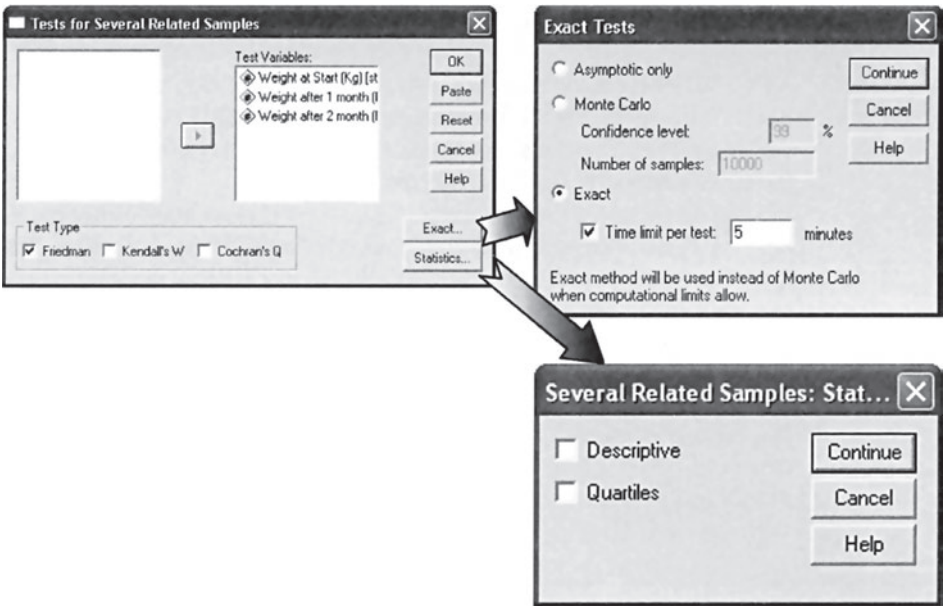 Tests for Several Related Samples
Test Variables:
Weight at Start (Kg) [st
Weight after 1 month (
Weight after 2 month (
OK
Paste
Reset
Cancel
Help
Test Type
Friedman
Kendall's W
Cochran's Q
Exact...
Statistics...
Exact Tests
Asymptotic only
Monte Carlo
Confidence level: 99 %
Number of samples: 10000
Exact
Time limit per test: 5 minutes
Exact method will be used instead of Monte Carlo
when computational limits allow.
Continue
Cancel
Help
Several Related Samples: Stat...
Descriptive
Quartiles
Continue
Cancel
Help